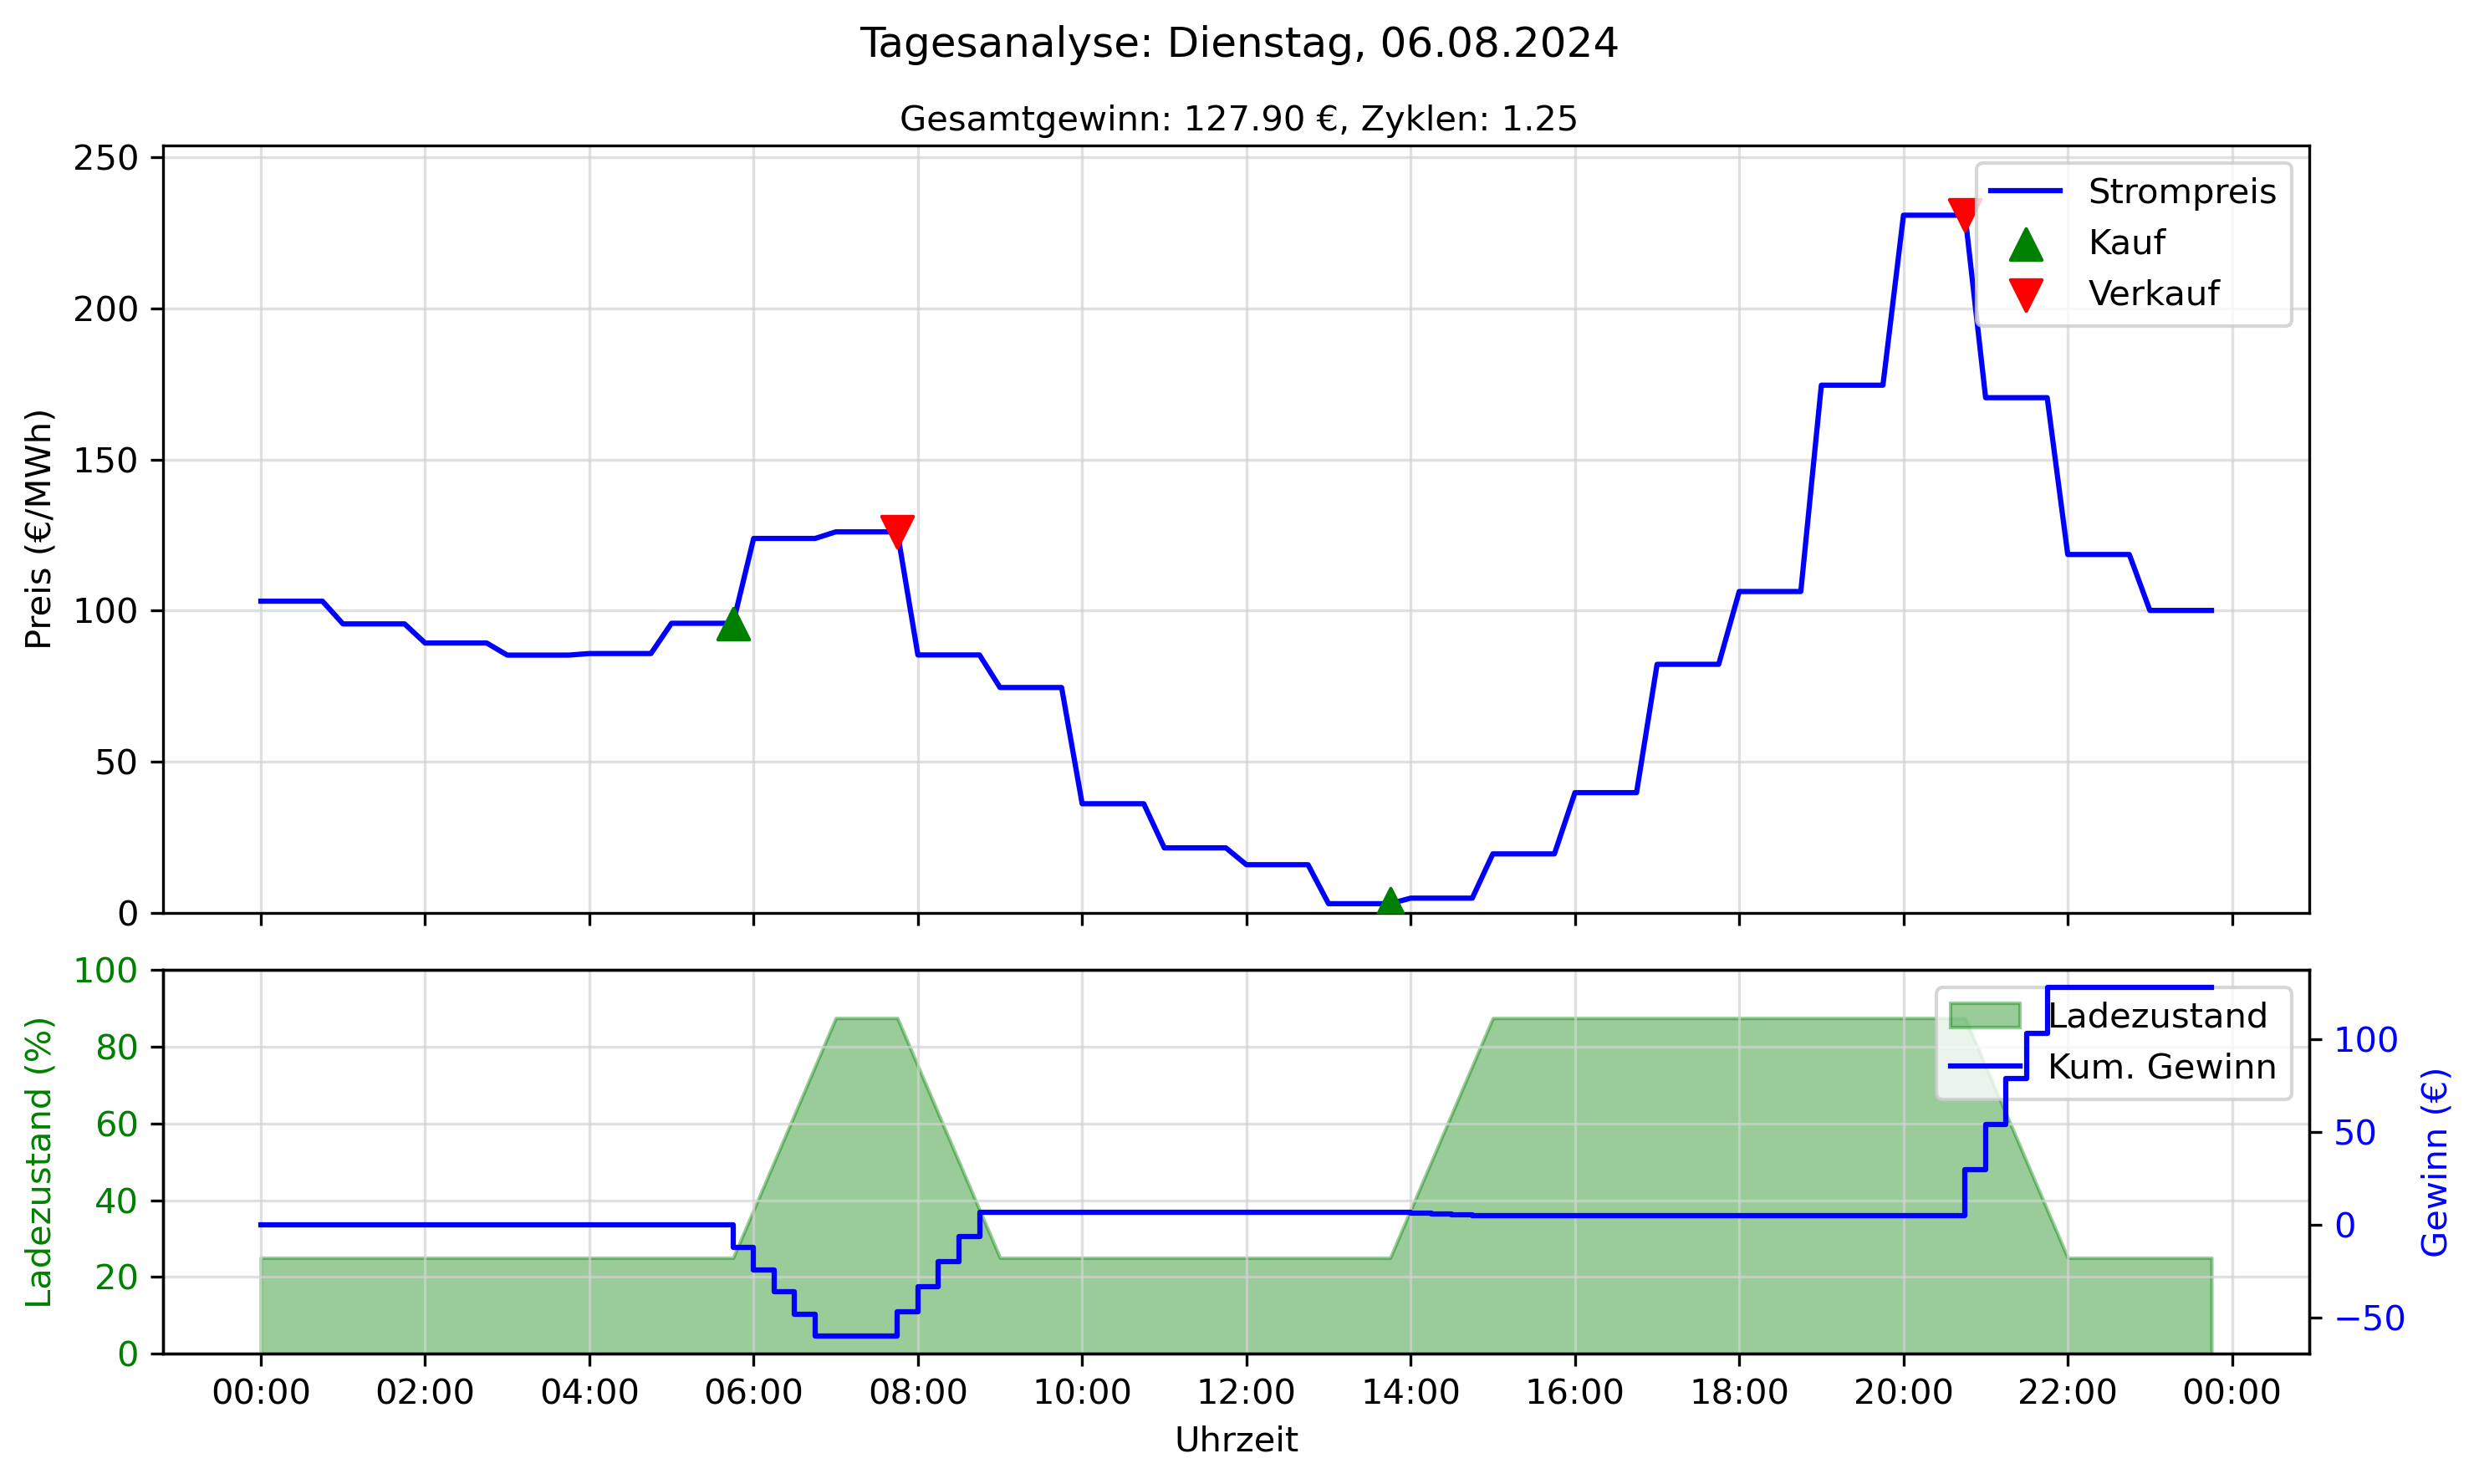 Tagesanalyse: Dienstag, 06.08.2024
Gesamtgewinn: 127.90 €, Zyklen: 1.25
Preis (€/MWh)
250
200
150
100
50
0
Strompreis
Kauf
Verkauf
Ladezustand (%)
100
80
60
40
20
0
Ladezustand
Kum. Gewinn
100
50
0
−50
Gewinn (€)
00:00 02:00 04:00 06:00 08:00 10:00 12:00 14:00 16:00 18:00 20:00 22:00 00:00
Uhrzeit